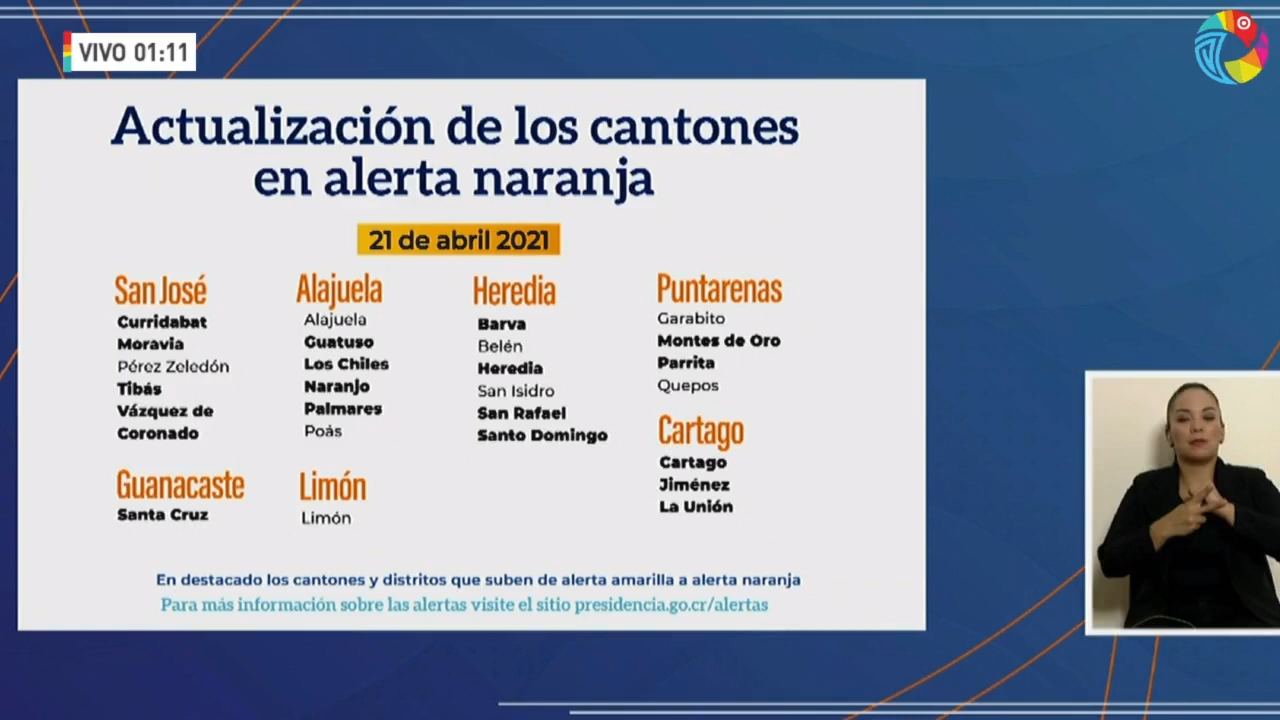 VIVO 01:11
Actualización de los cantones
en alerta naranja
21 de abril 2021
San José
Curridabat
Moravia
Pérez Zeledón
Tibás
Vázquez de
Coronado
Guanacaste
Santa Cruz
Alajuela
Alajuela
Guatuso
Los Chiles
Naranjo
Palmares
Poás
Limón
Limón
Heredia
Barva
Belén
Heredia
San Isidro
San Rafael
Santo Domingo
Puntarenas
Garabito
Montes de Oro
Parrita
Quepos
Cartago
Cartago
Jiménez
La Unión
En destacado los cantones y distritos que suben de alerta amarilla a alerta naranja
Para más información sobre las alertas visite el sitio presidencia.go.cr/alertas